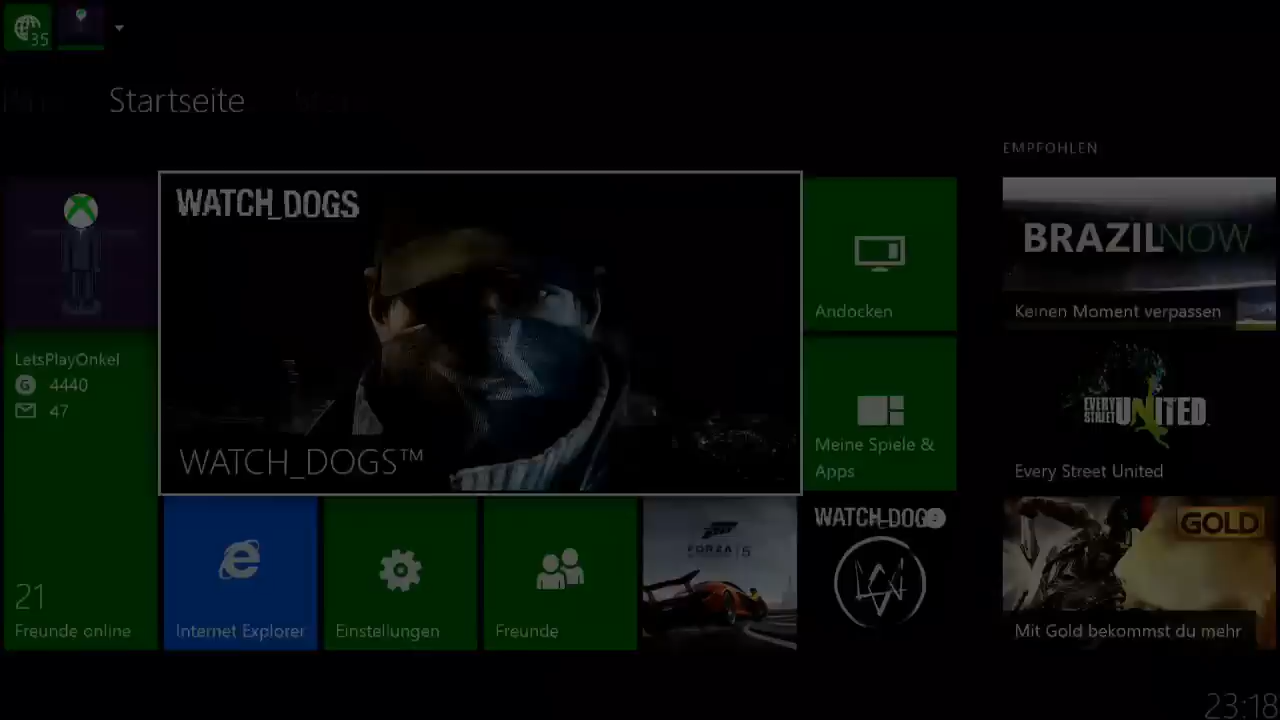 35
Startseite
EMPFOHLEN
WATCH_DOGS
BRAZILNOW
Andocken
Keinen Moment verpassen
LetsPlayOnkel
G 4440
47
EVERY
STREET UNITED
WATCH_DOGS™
Meine Spiele &
Apps
Every Street United
WATCH_DOGS
GOLD
FORZA 5
21
Freunde online
Internet Explorer
Einstellungen
Freunde
Mit Gold bekommst du mehr
23:18